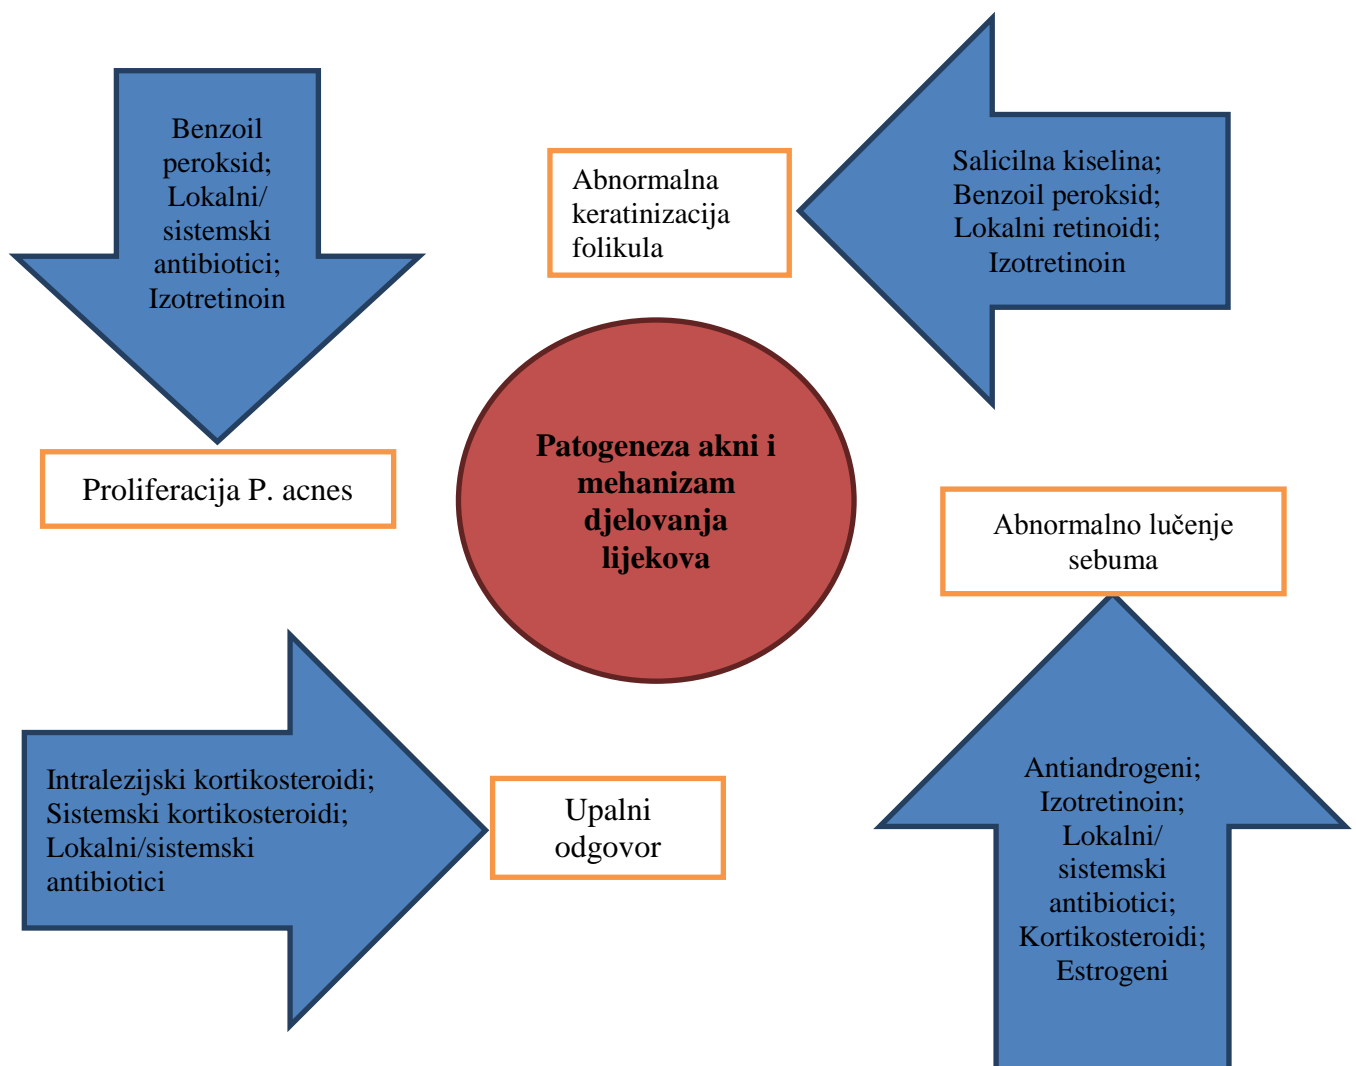 Benzoil
peroksid;
Lokalni/
sistemski
antibiotici;
Izotretinoin
Proliferacija P. acnes
Abnormalna
keratinizacija
folikula
Salicilna kiselina;
Benzoil peroksid;
Lokalni retinoidi;
Izotretinoin
Patogeneza akni i
mehanizam
djelovanja
lijekova
Abnormalno lučenje
sebuma
Intralezijski kortikosteroidi;
Sistemski kortikosteroidi;
Lokalni/sistemski
antibiotici
Upalni
odgovor
Antiandrogeni;
Izotretinoin;
Lokalni/
sistemski
antibiotici;
Kortikosteroidi;
Estrogeni